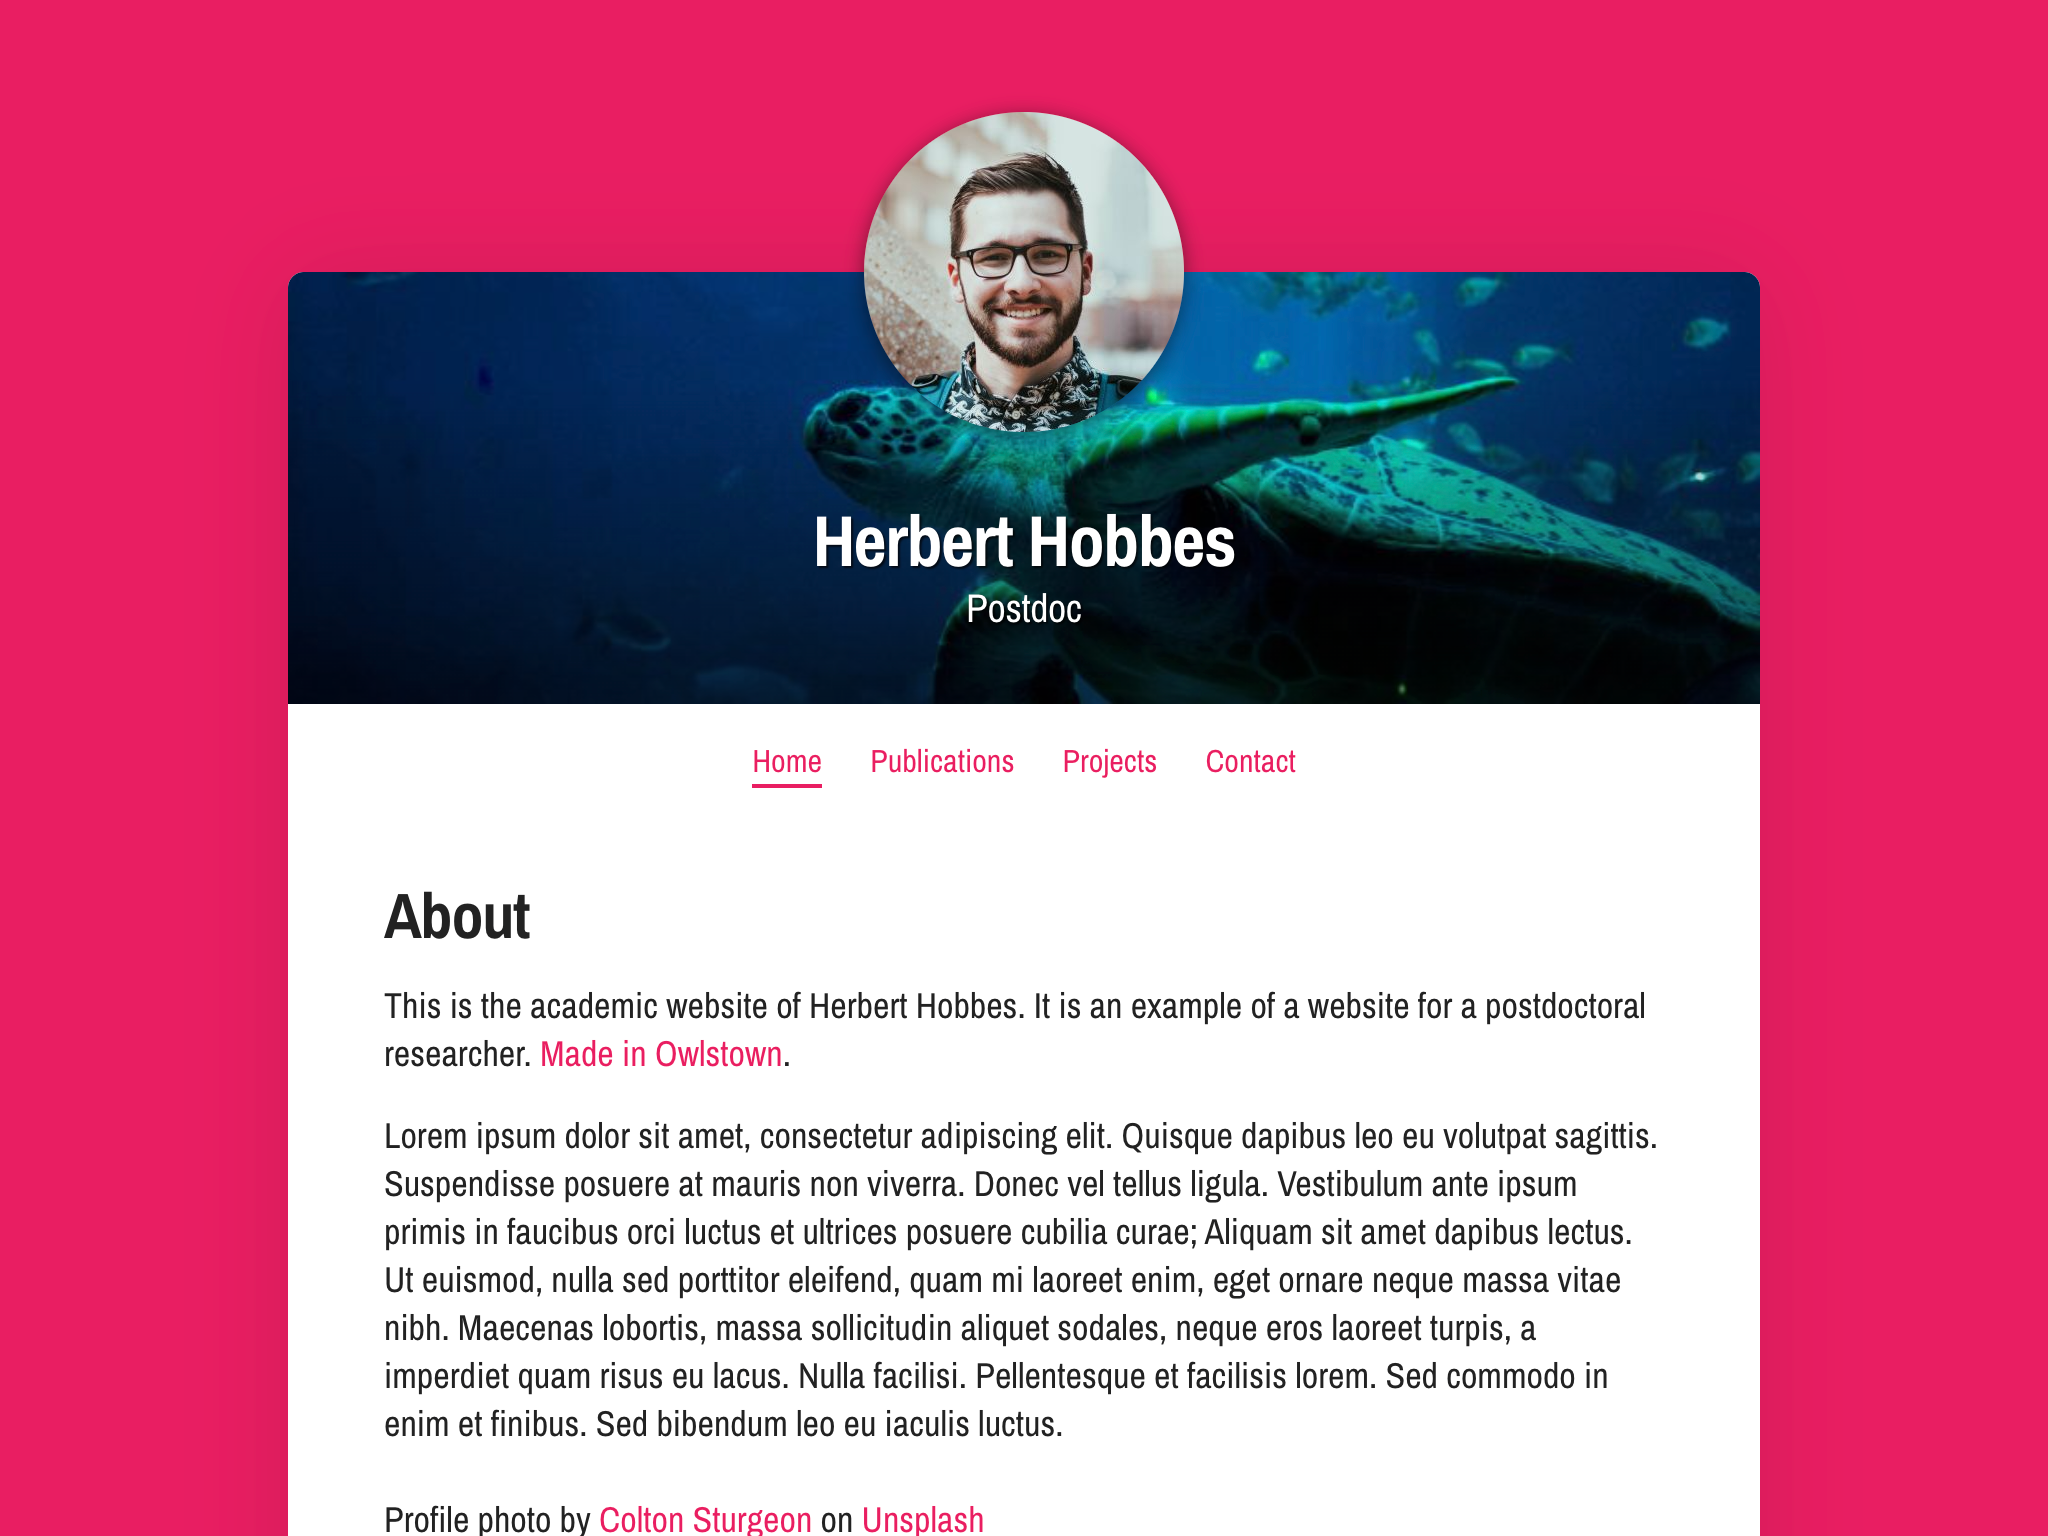 Herbert Hobbes
Postdoc
Home Publications Projects Contact
About
This is the academic website of Herbert Hobbes. It is an example of a website for a postdoctoral
researcher. Made in Owlstown.
Lorem ipsum dolor sit amet, consectetur adipiscing elit. Quisque dapibus leo eu volutpat sagittis.
Suspendisse posuere at mauris non viverra. Donec vel tellus ligula. Vestibulum ante ipsum
primis in faucibus orci luctus et ultrices posuere cubilia curae; Aliquam sit amet dapibus lectus.
Ut euismod, nulla sed porttitor eleifend, quam mi laoreet enim, eget ornare neque massa vitae
nibh. Maecenas lobortis, massa sollicitudin aliquet sodales, neque eros laoreet turpis, a
imperdiet quam risus eu lacus. Nulla facilisi. Pellentesque et facilisis lorem. Sed commodo in
enim et finibus. Sed bibendum leo eu iaculis luctus.
Profile photo by Colton Sturgeon on Unsplash